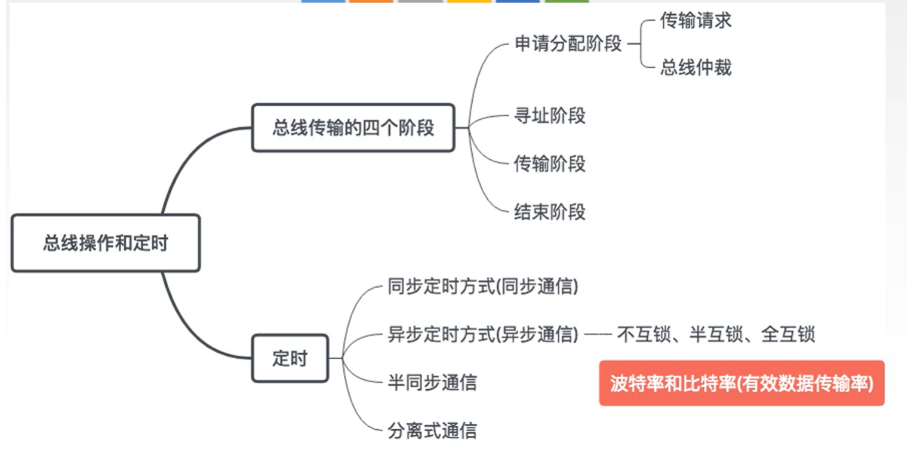 总线操作和定时
总线传输的四个阶段
申请分配阶段
传输请求
总线仲裁
寻址阶段
传输阶段
结束阶段
定时
同步定时方式(同步通信)
异步定时方式(异步通信)
不互锁、半互锁、全互锁
波特率和比特率(有效数据传输率)
半同步通信
分离式通信